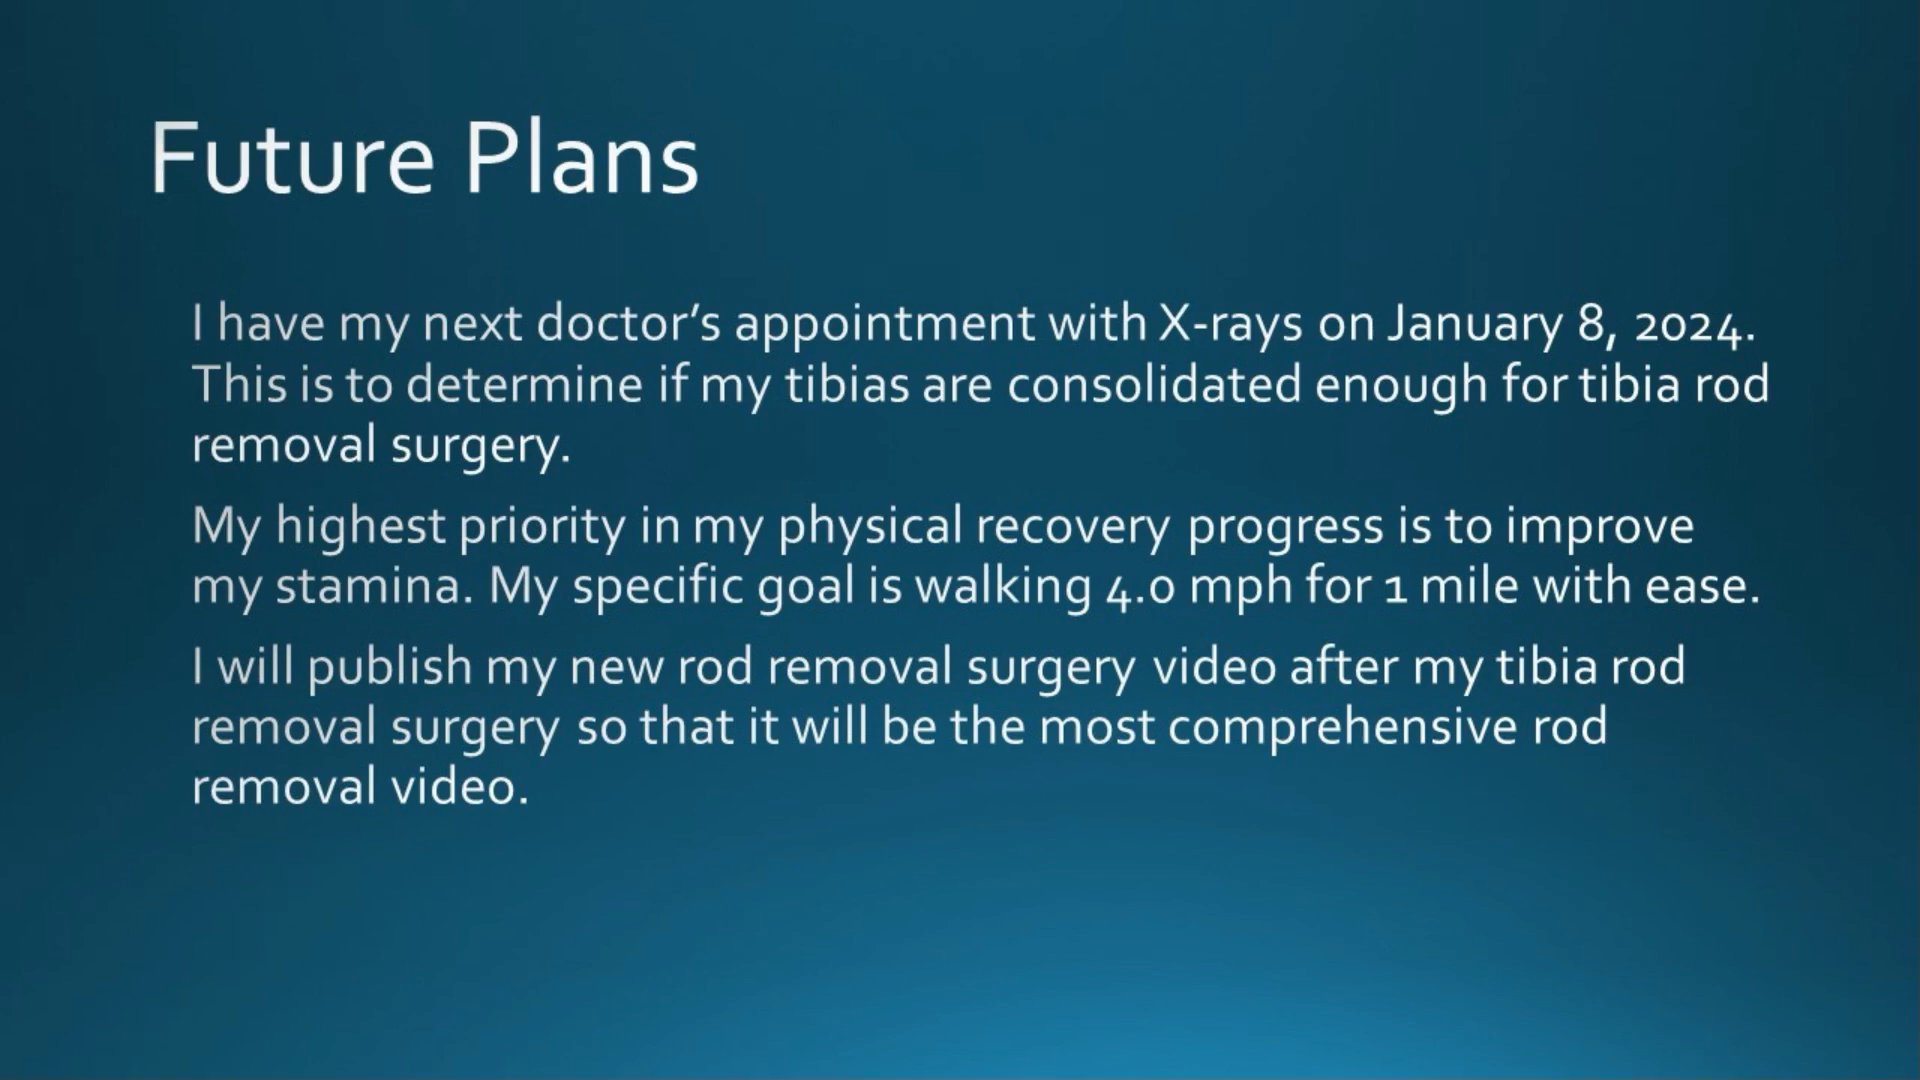 Future Plans
I have my next doctor’s appointment with X-rays on January 8, 2024.
This is to determine if my tibias are consolidated enough for tibia rod
removal surgery.
My highest priority in my physical recovery progress is to improve
my stamina. My specific goal is walking 4.0 mph for 1 mile with ease.
I will publish my new rod removal surgery video after my tibia rod
removal surgery so that it will be the most comprehensive rod
removal video.